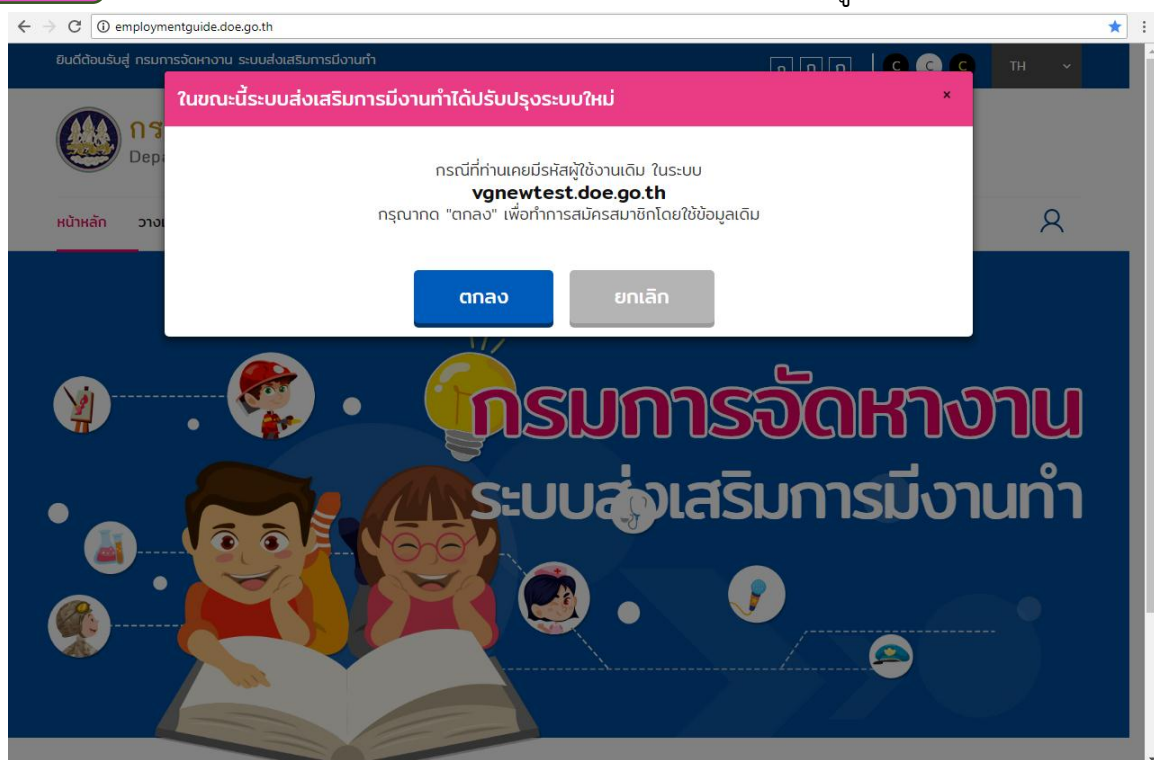 employmentguide.doe.go.th
ยินดีต้อนรับสู่ กรมการจัดหางาน ระบบส่งเสริมการมีงานทำ
ก ก ก C C C TH
ในขณะนี้ระบบส่งเสริมการมีงานทำได้ปรับปรุงระบบใหม่ ×
กรณีที่ท่านเคยมีรหัสผู้ใช้งานเดิม ในระบบ
vgnewtest.doe.go.th
กรุณากด "ตกลง" เพื่อทำการสมัครสมาชิกโดยใช้ข้อมูลเดิม
หน้าหลัก
ตกลง ยกเลิก
กรมการจัดหางาน
ระบบส่งเสริมการมีงานทำ